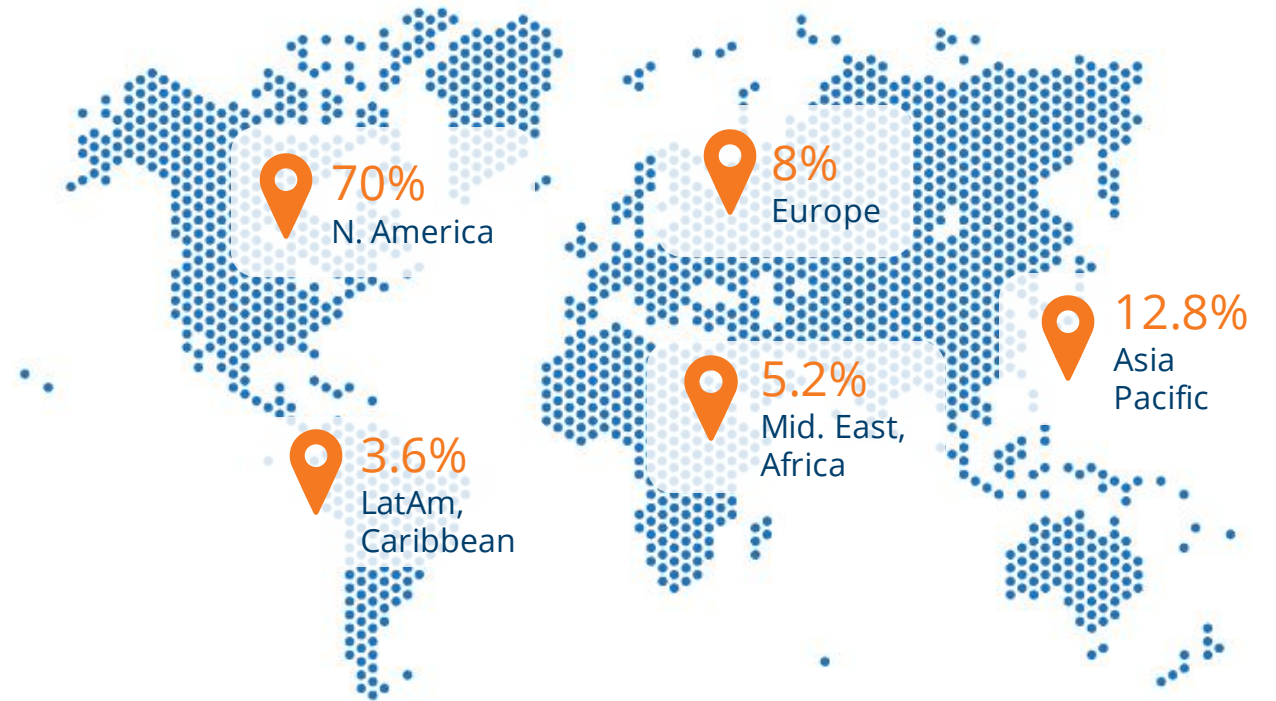 70%
N. America
8%
Europe
12.8%
Asia
Pacific
5.2%
Mid. East,
Africa
3.6%
LatAm,
Caribbean